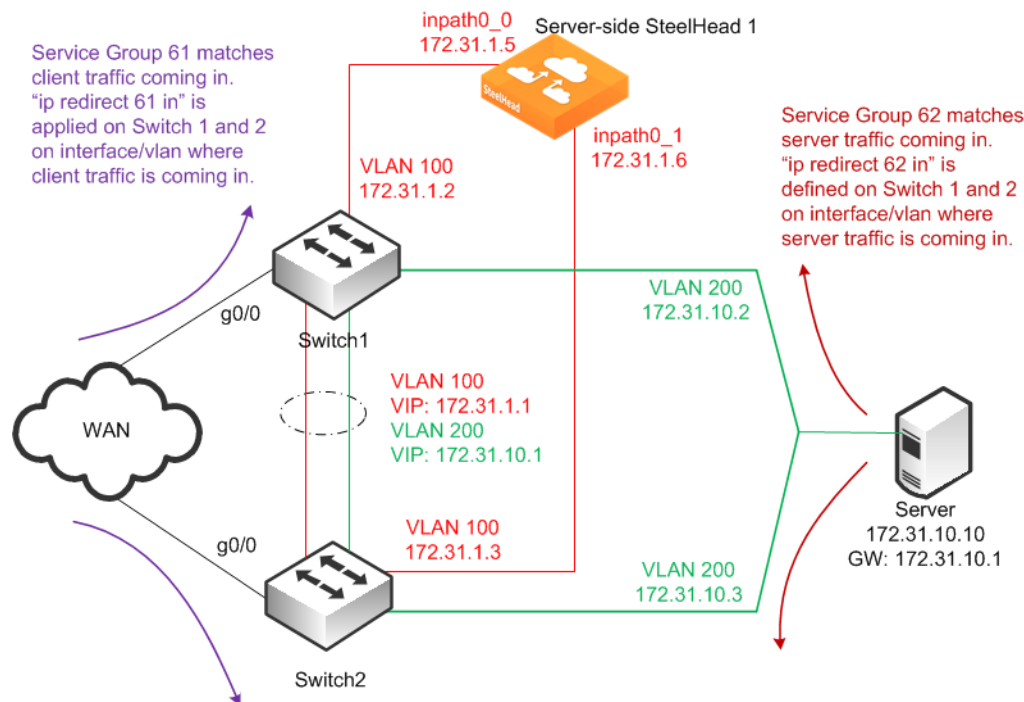 inpath0_0
172.31.1.5
Server-side SteelHead 1
SteelHead
inpath0_1
172.31.1.6
Service Group 61 matches
client traffic coming in.
“ip redirect 61 in” is
applied on Switch 1 and 2
on interface/vlan where
client traffic is coming in.
Service Group 62 matches
server traffic coming in.
“ip redirect 62 in” is
defined on Switch 1 and 2
on interface/vlan where
server traffic is coming in.
VLAN 100
172.31.1.2
g0/0
Switch1
VLAN 200
172.31.10.2
VLAN 100
VIP: 172.31.1.1
VLAN 200
VIP: 172.31.10.1
WAN
Server
172.31.10.10
GW: 172.31.10.1
g0/0
VLAN 100
172.31.1.3
VLAN 200
172.31.10.3
Switch2